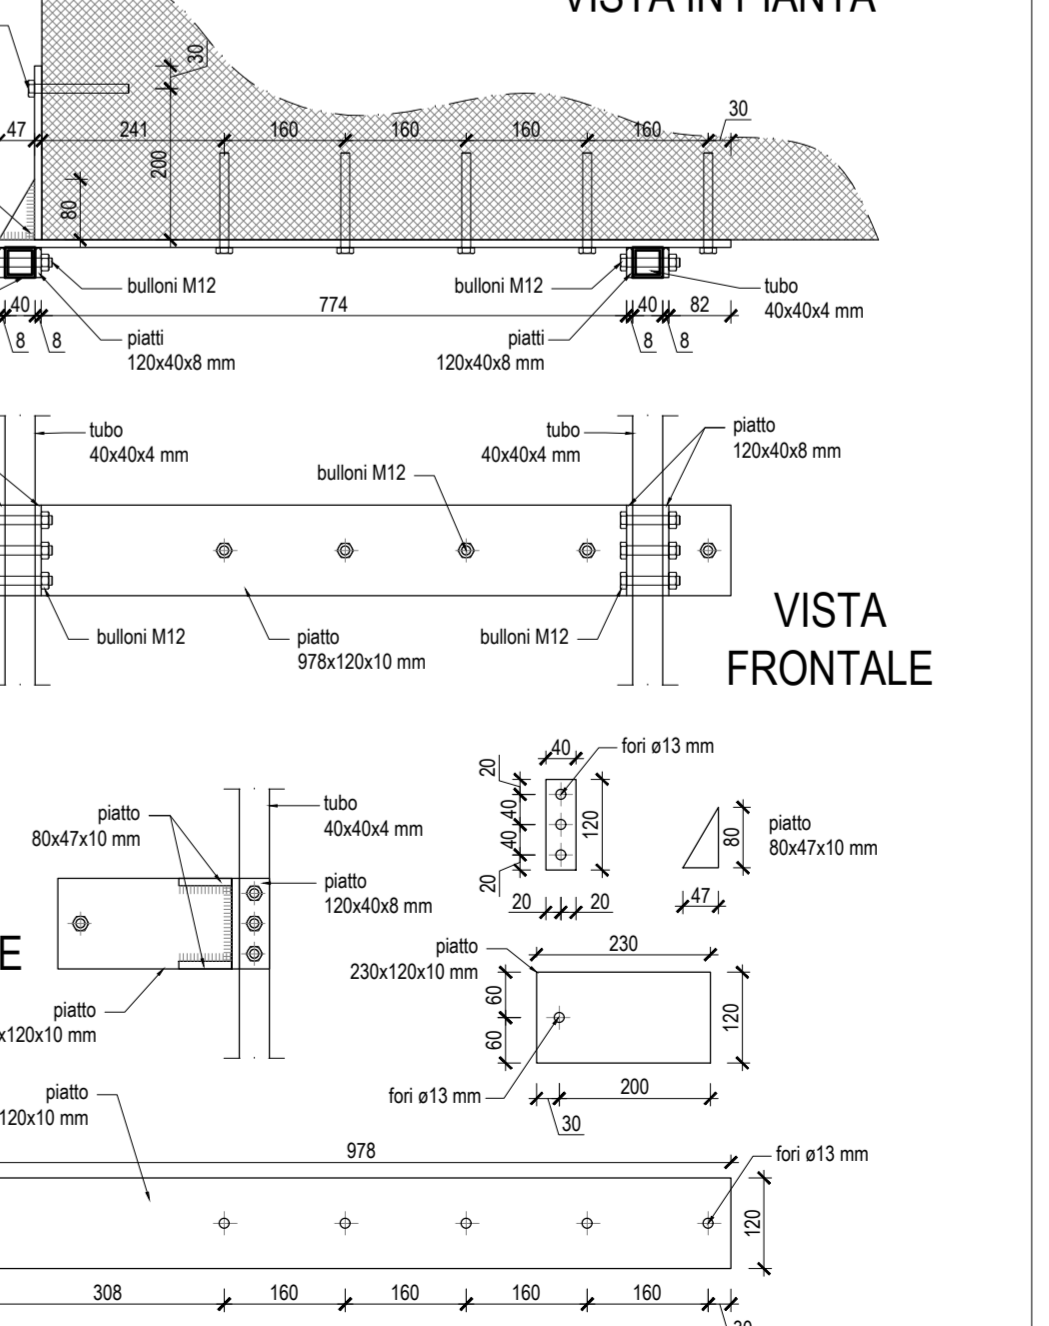 VISTA IN PIANTA
30
47
241
160
160
160
160
30
200
80
bulloni M12
bulloni M12
tubo
40x40x4 mm
40
774
40
82
8
8
8
8
piatti
120x40x8 mm
piatti
120x40x8 mm
tubo
40x40x4 mm
tubo
40x40x4 mm
piatto
120x40x8 mm
bulloni M12
bulloni M12
piatto
978x120x10 mm
bulloni M12
VISTA
FRONTALE
40
fori ø13 mm
20
40
40
20
120
20
20
80
47
piatto
80x47x10 mm
piatto
80x47x10 mm
tubo
40x40x4 mm
piatto
120x40x8 mm
E
piatto
x120x10 mm
piatto
230x120x10 mm
230
60
60
120
fori ø13 mm
200
30
piatto
120x10 mm
978
fori ø13 mm
120
308
160
160
160
160
30